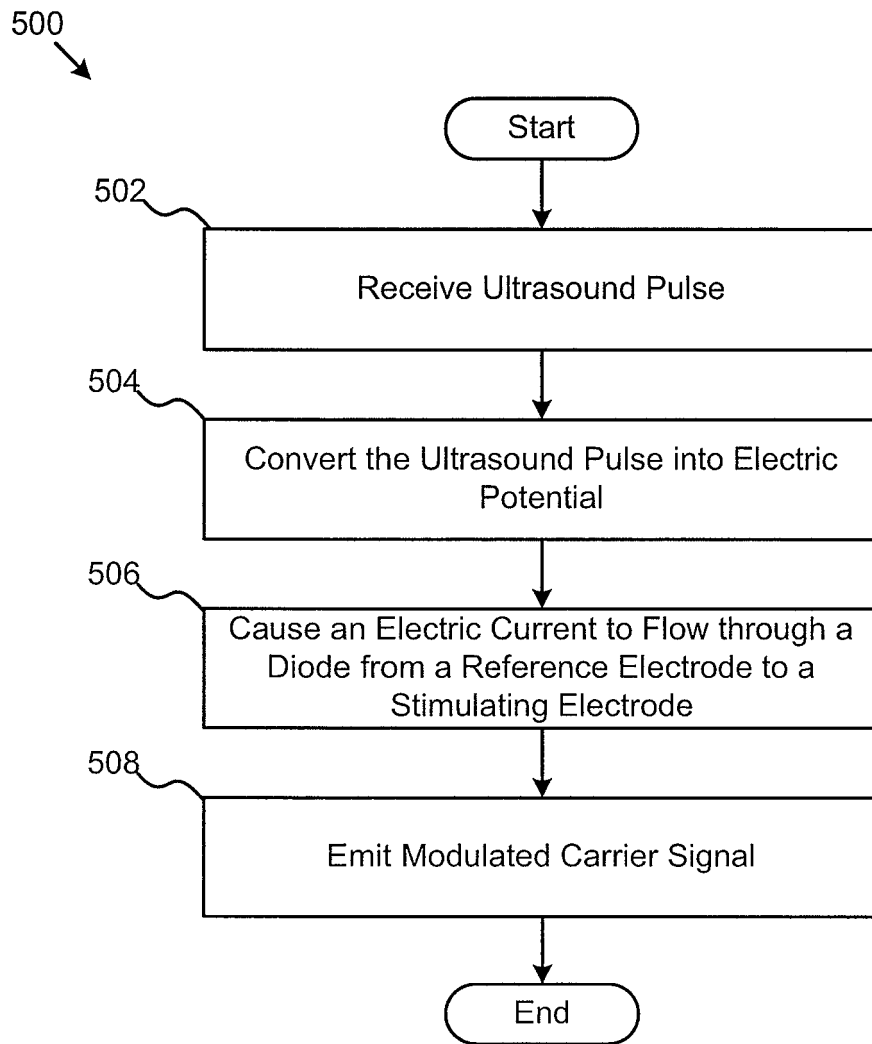 500
Start
502
Receive Ultrasound Pulse
504
Convert the Ultrasound Pulse into Electric
Potential
506
Cause an Electric Current to Flow through a
Diode from a Reference Electrode to a
Stimulating Electrode
508
Emit Modulated Carrier Signal
End